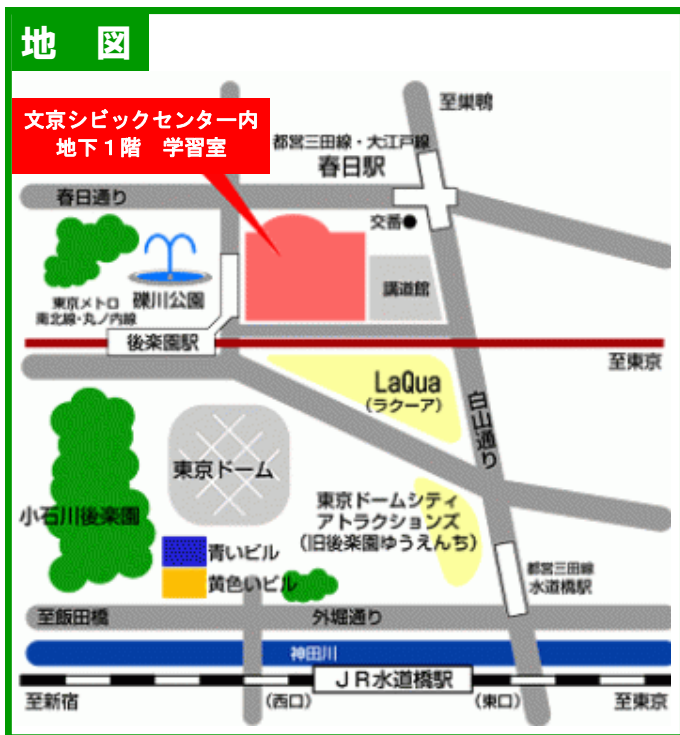 地 図
文京シビックセンター内
地下１階 学習室
至巣鴨
都営三田線・大江戸線
春日駅
春日通り
交番●
東京メトロ
南北線・丸ノ内線
礫川公園
講道館
後楽園駅
至東京
LaQua
(ラクーア)
白山通り
東京ドーム
小石川後楽園
東京ドームシティ
アトラクションズ
(旧後楽園ゆうえんち)
青いビル
黄色いビル
都営三田線
水道橋駅
至飯田橋
外堀通り
神田川
ＪＲ水道橋駅
至新宿
(西口)
(東口)
至東京